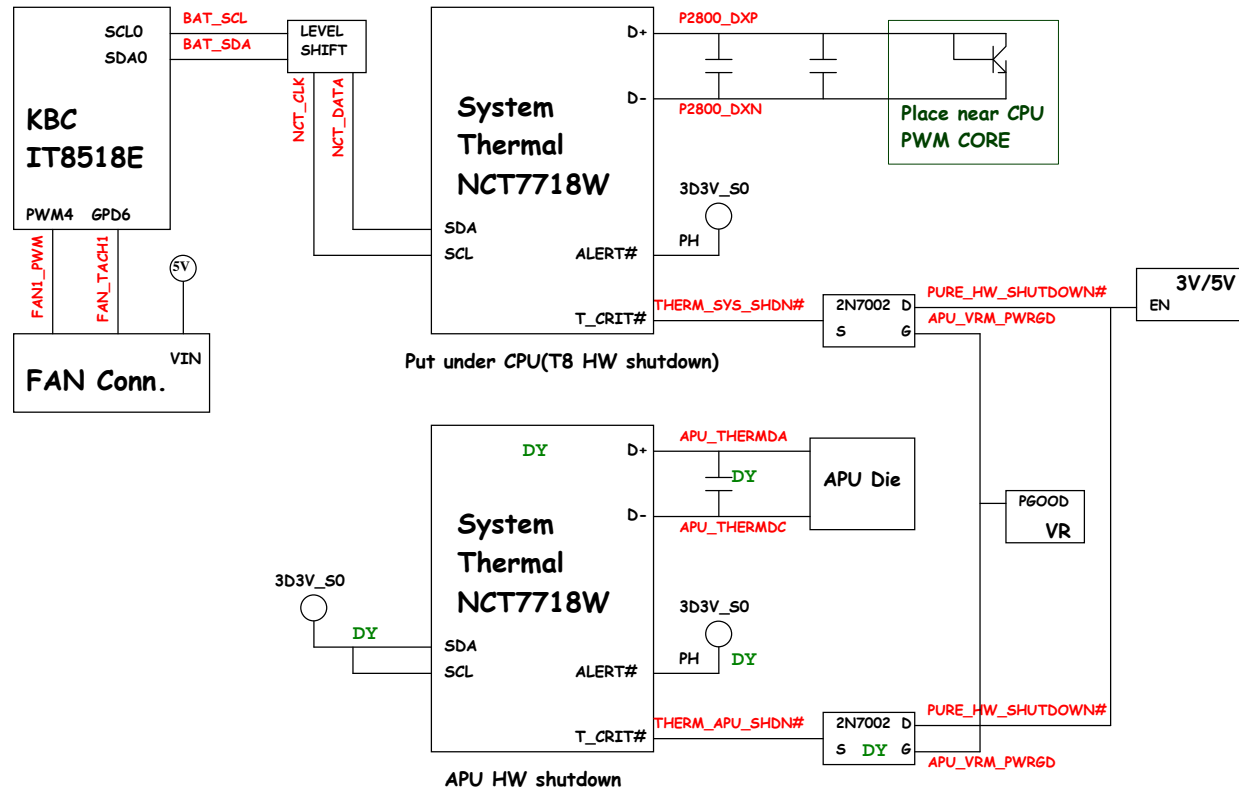 BAT_SCL
SCL0
BAT_SDA
SDA0
LEVEL
SHIFT
KBC
IT8518E
PWM4 GPD6
FAN1_PWM
FAN_TACH1
5V
VIN
FAN Conn.
NCT_CLK
NCT_DATA
System
Thermal
NCT7718W
D+
D-
SDA
SCL
ALERT#
T_CRIT#
P2800_DXP
P2800_DXN
Place near CPU
PWM CORE
3D3V_S0
PH
THERM_SYS_SHDN#
2N7002 D
S G
PURE_HW_SHUTDOWN#
APU_VRM_PWRGD
3V/5V
EN
Put under CPU(T8 HW shutdown)
DY
D+
D-
System
Thermal
NCT7718W
APU_THERMDA
DY
APU_THERMDC
APU Die
PGOOD
VR
3D3V_S0
DY
SDA
SCL
ALERT#
T_CRIT#
3D3V_S0
PH
DY
THERM_APU_SHDN#
2N7002 D
S DY G
PURE_HW_SHUTDOWN#
APU_VRM_PWRGD
APU HW shutdown